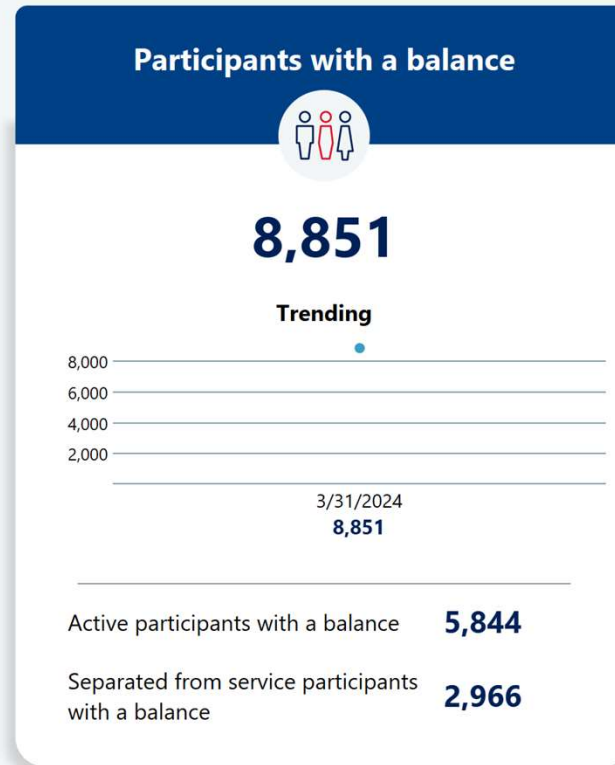 Participants with a balance
8,851
Trending
8,000
6,000
4,000
2,000
3/31/2024
8,851
Active participants with a balance 5,844
Separated from service participants
with a balance 2,966